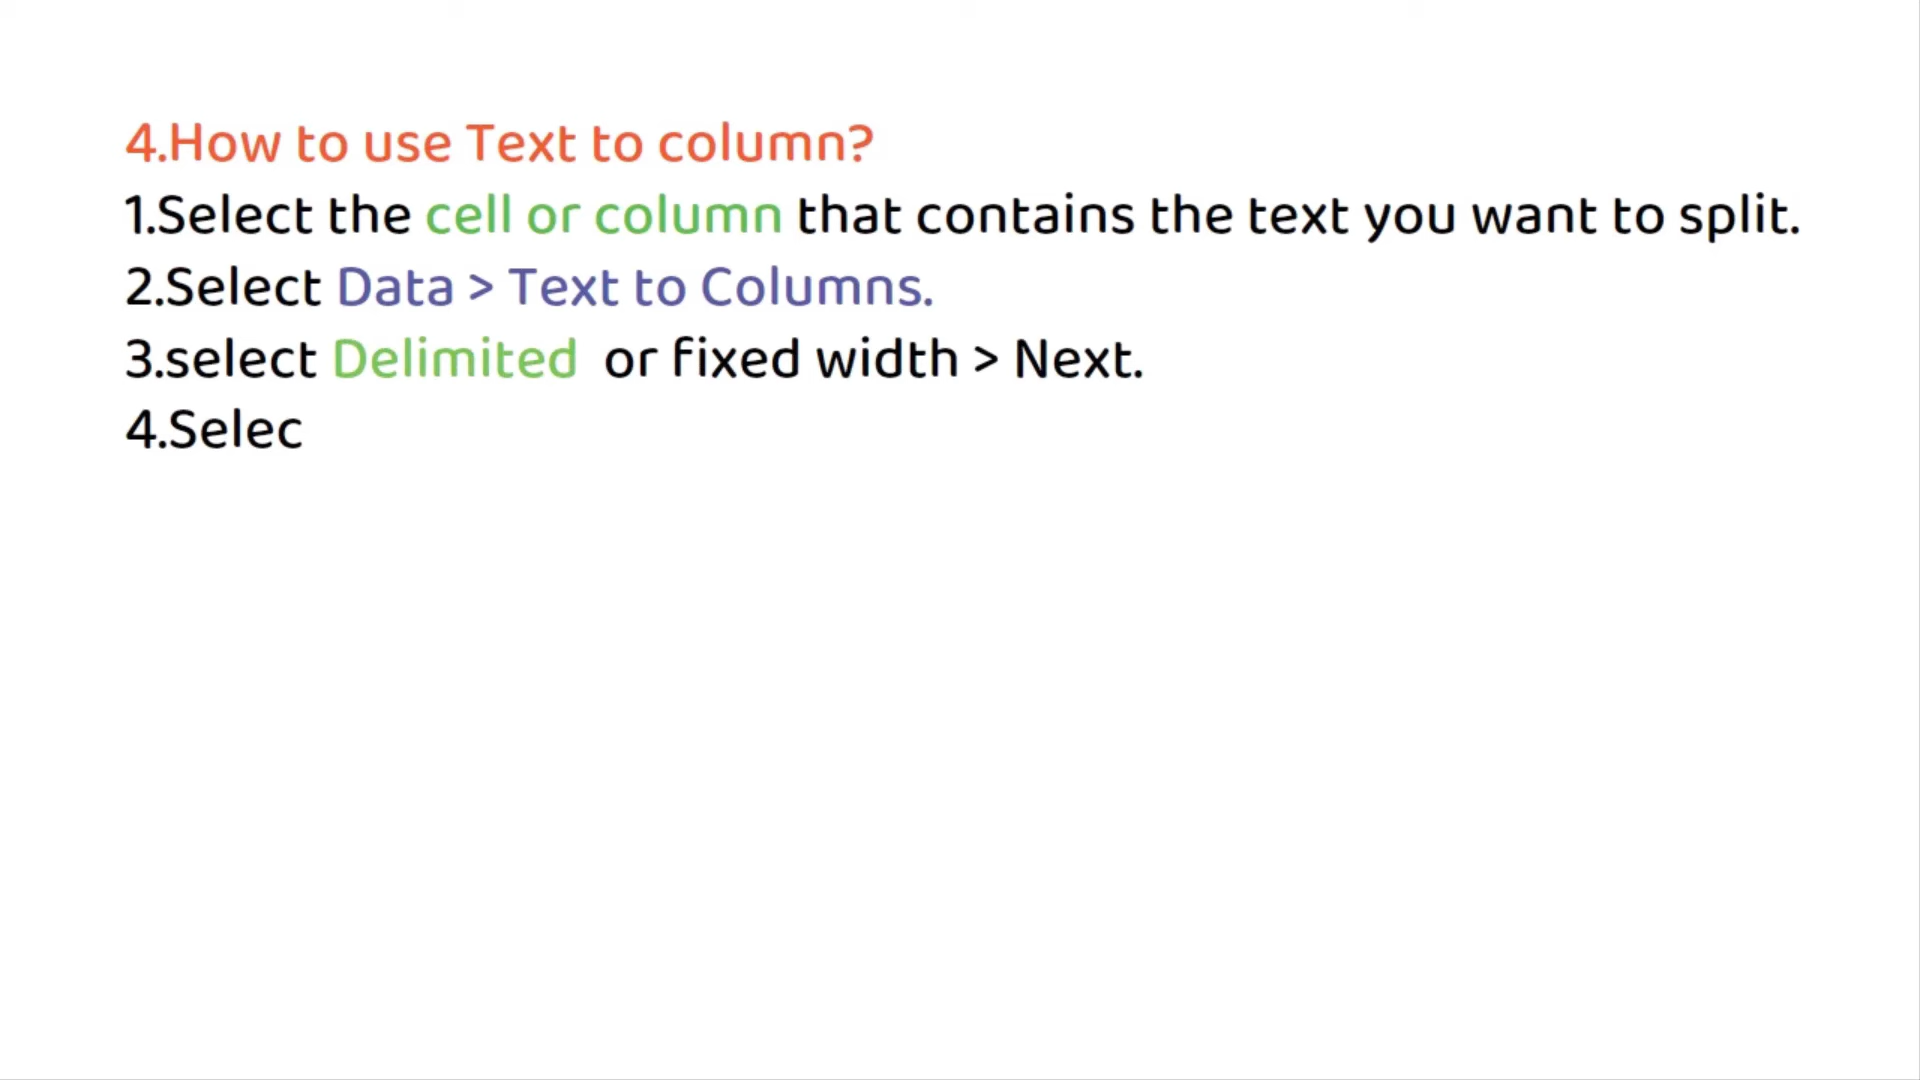 4.How to use Text to column?
1.Select the cell or column that contains the text you want to split.
2.Select Data > Text to Columns.
3.select Delimited or fixed width > Next.
4.Selec